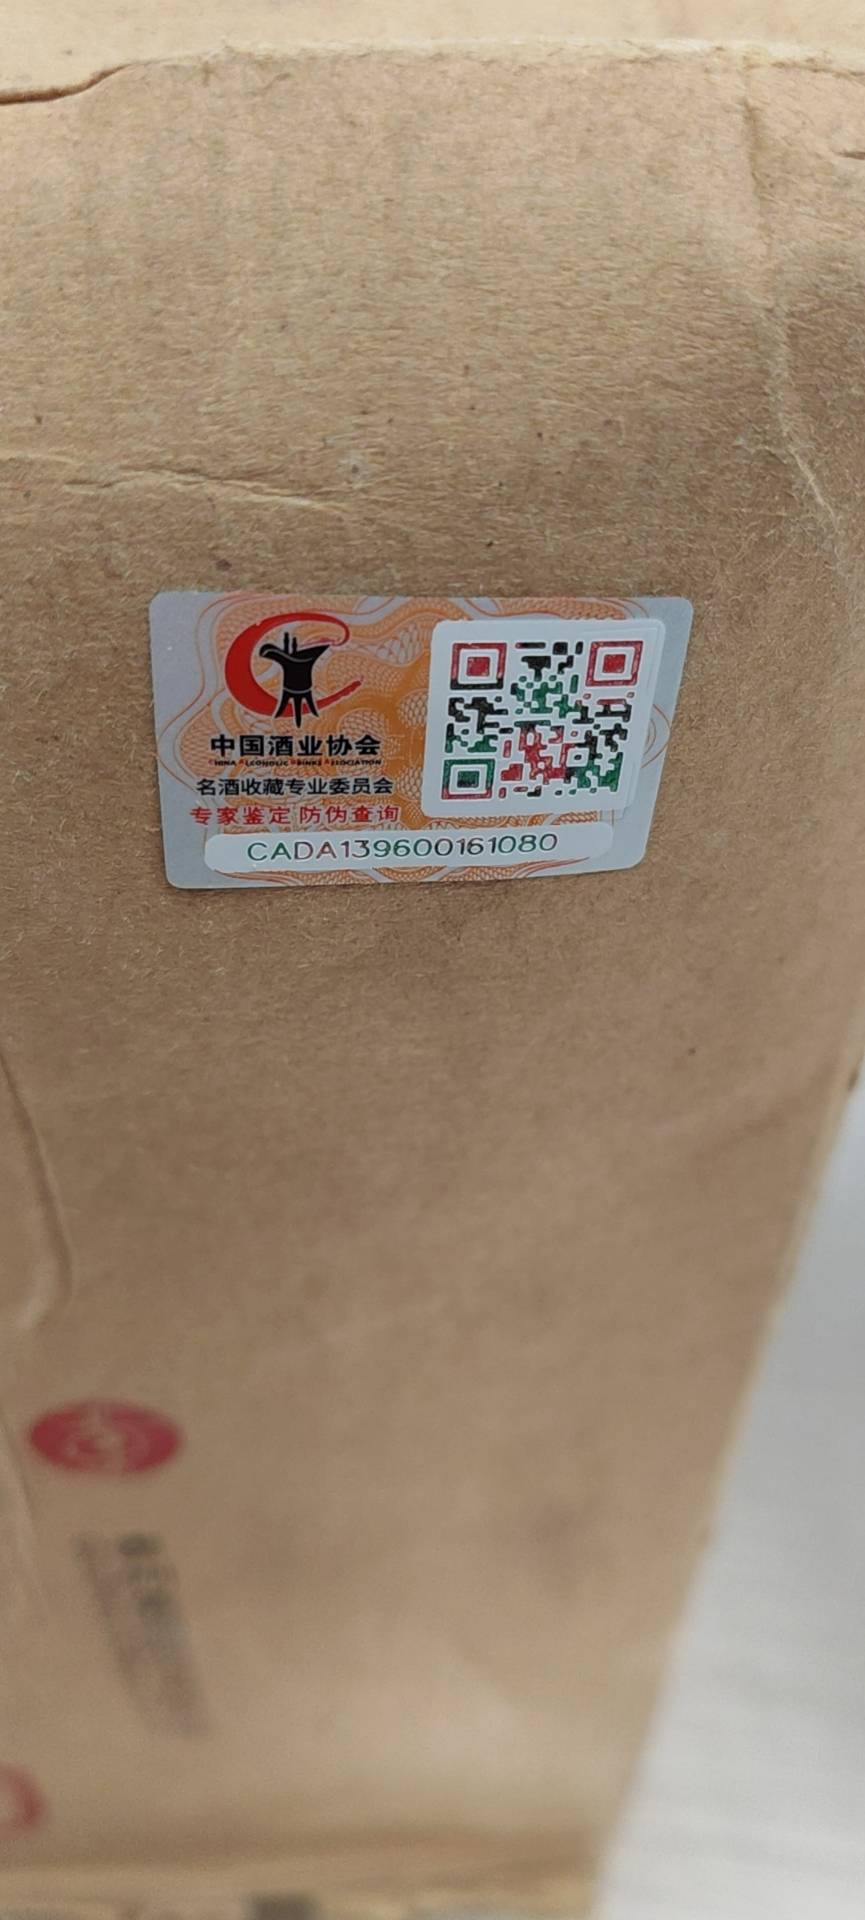 中国酒业协会
CHINA ALCOHOLIC DRINKS ASSOCIATION
名酒收藏专业委员会
专家鉴定 防伪查询
CADA139600161080